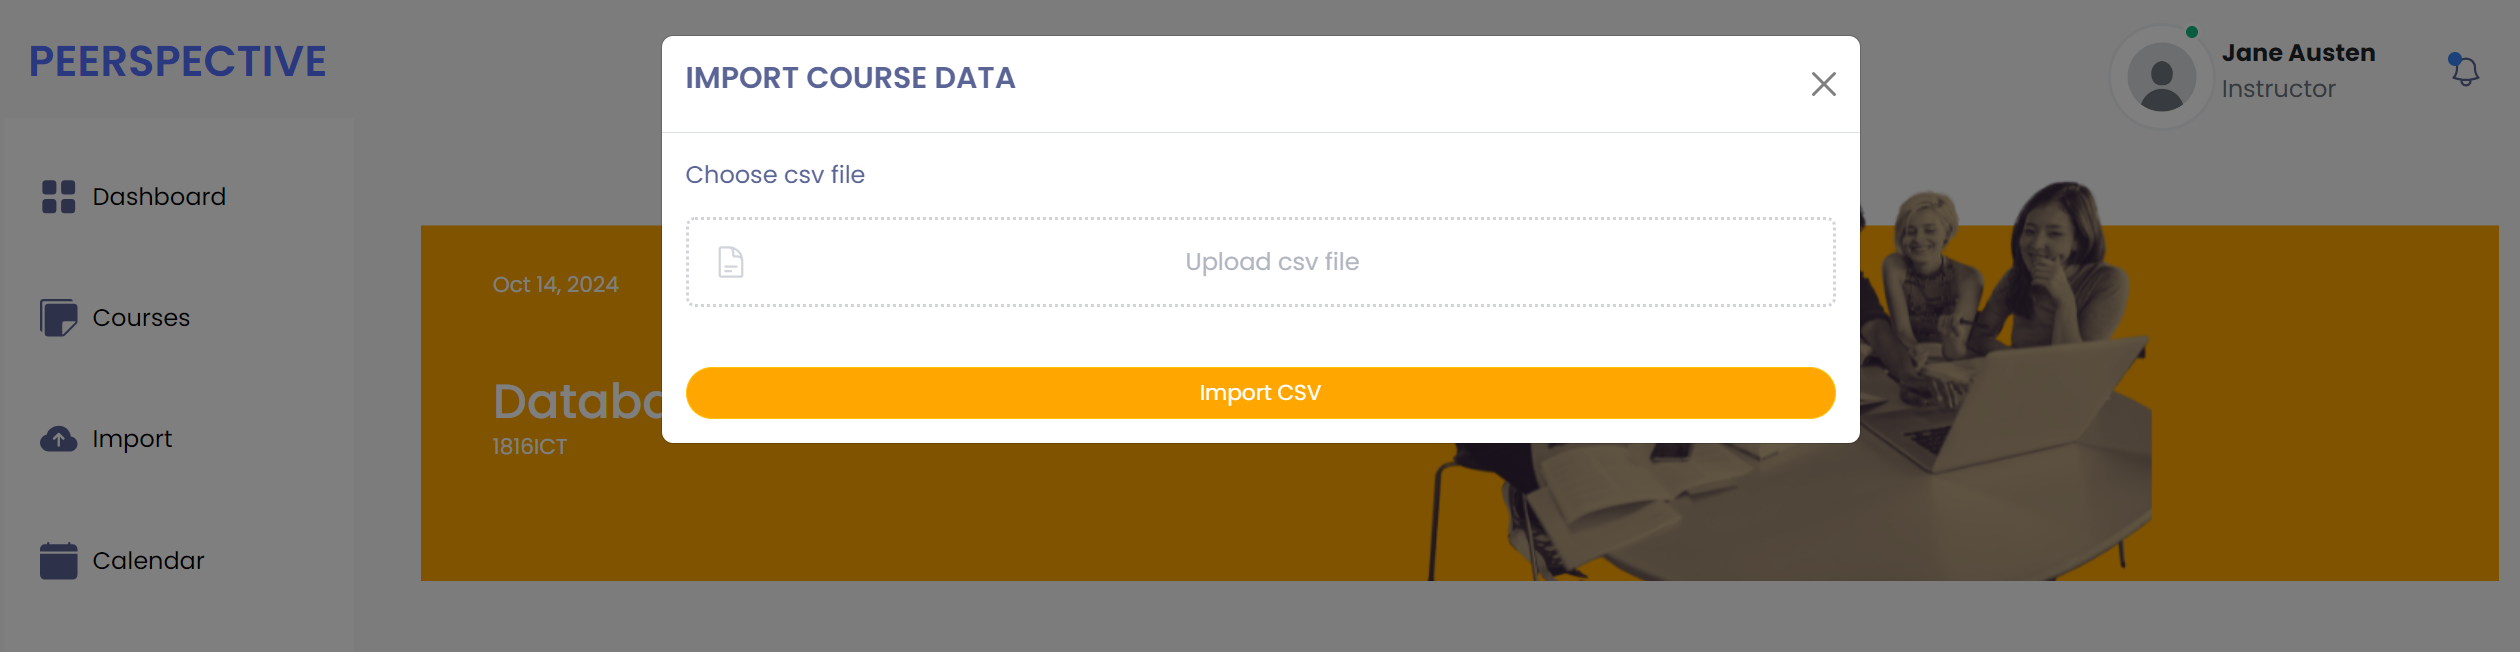 PEERSPECTIVE
Jane Austen
Instructor
Dashboard
Courses
Import
Calendar
IMPORT COURSE DATA
Choose csv file
Upload csv file
Import CSV
Oct 14, 2024
1816ICT